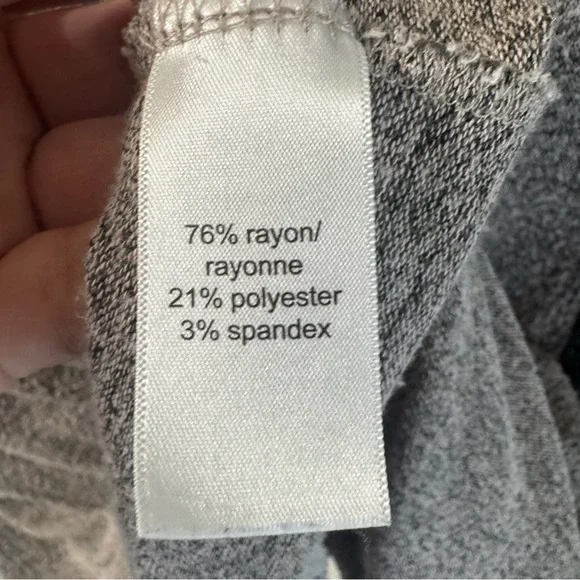 76% rayon/
rayonne
21% polyester
3% spandex